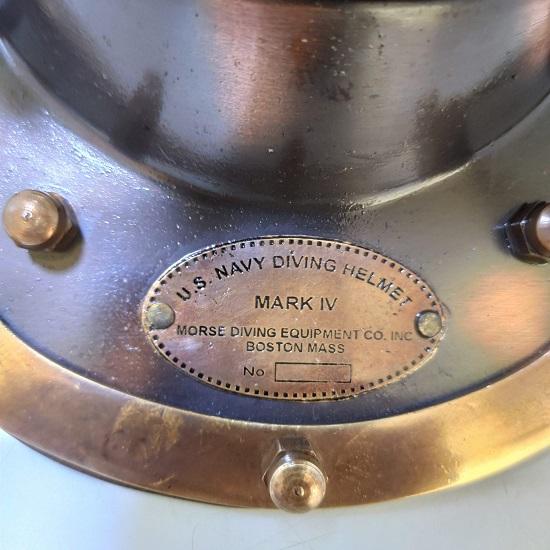 U.S. NAVY DIVING HELMET
MARK IV
MORSE DIVING EQUIPMENT CO. INC
BOSTON MASS
No